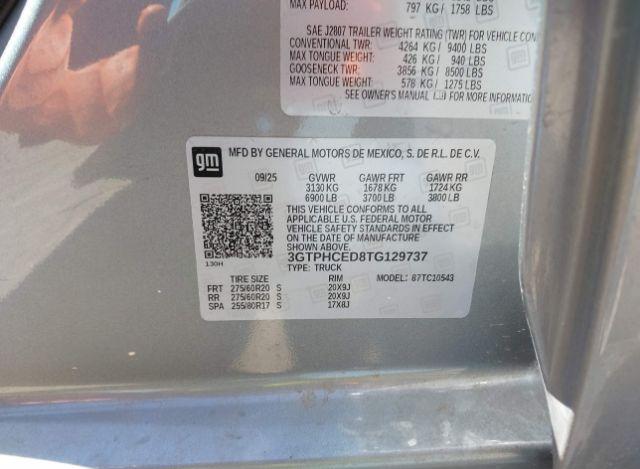 MAX PAYLOAD: 797 KG / 1758 LBS
SAE J2807 TRAILER WEIGHT RATING (TWR) FOR VEHICLE CON
CONVENTIONAL TWR: 4264 KG / 9400 LBS
MAX TONGUE WEIGHT: 426 KG / 940 LBS
GOOSENECK TWR: 3856 KG / 8500 LBS
MAX TONGUE WEIGHT: 578 KG / 1275 LBS
SEE OWNER'S MANUAL FOR MORE INFORMATION
gm
MFD BY GENERAL MOTORS DE MEXICO, S. DE R.L. DE C.V.
09/25 GVWR GAWR FRT GAWR RR
3130 KG 1678 KG 1724 KG
6900 LB 3700 LB 3800 LB
THIS VEHICLE CONFORMS TO ALL
APPLICABLE U.S. FEDERAL MOTOR
VEHICLE SAFETY STANDARDS IN EFFECT
ON THE DATE OF MANUFACTURE
SHOWN ABOVE.
3GTPHCED8TG129737
130H TYPE: TRUCK
TIRE SIZE RIM MODEL: 87TC10543
FRT 275/60R20 S 20X9J
RR 275/60R20 S 20X9J
SPA 255/80R17 S 17X8J